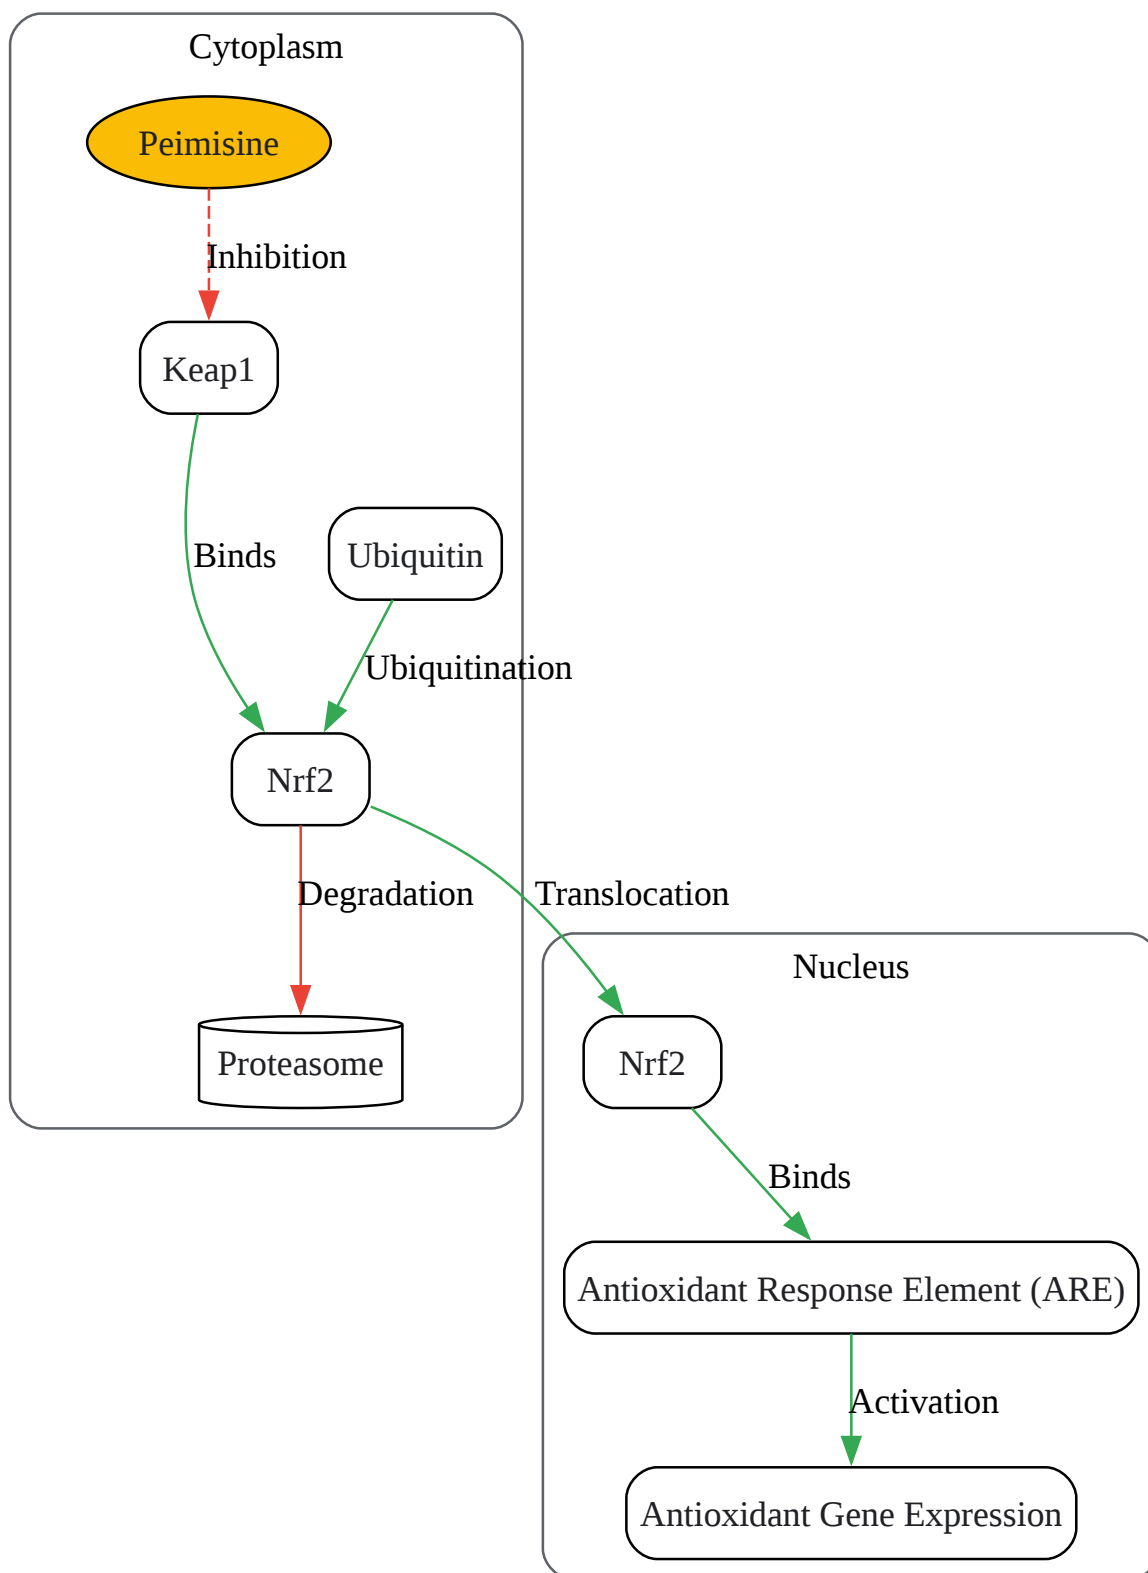 Cytoplasm
Peimisine
Inhibition
Keap1
Binds
Ubiquitin
Ubiquitination
Nrf2
Degradation
Translocation
Proteasome
Nucleus
Nrf2
Binds
Antioxidant Response Element (ARE)
Activation
Antioxidant Gene Expression